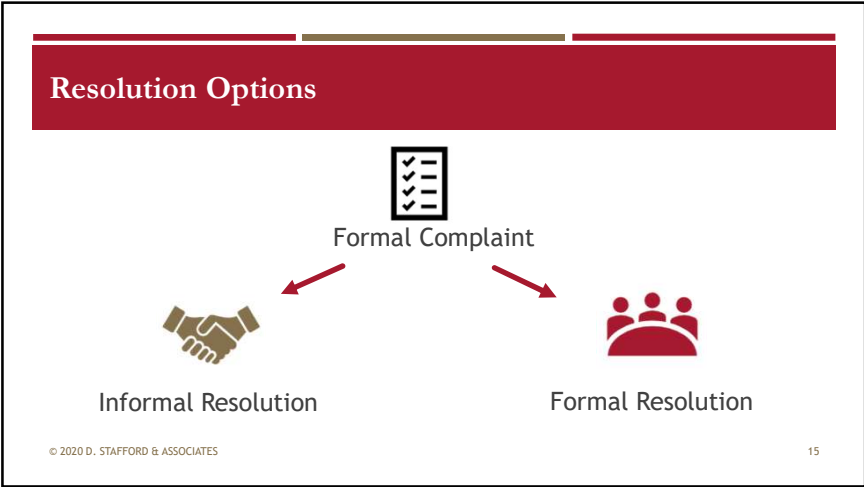 Resolution Options
Formal Complaint
Informal Resolution
Formal Resolution
© 2020 D. STAFFORD & ASSOCIATES
15